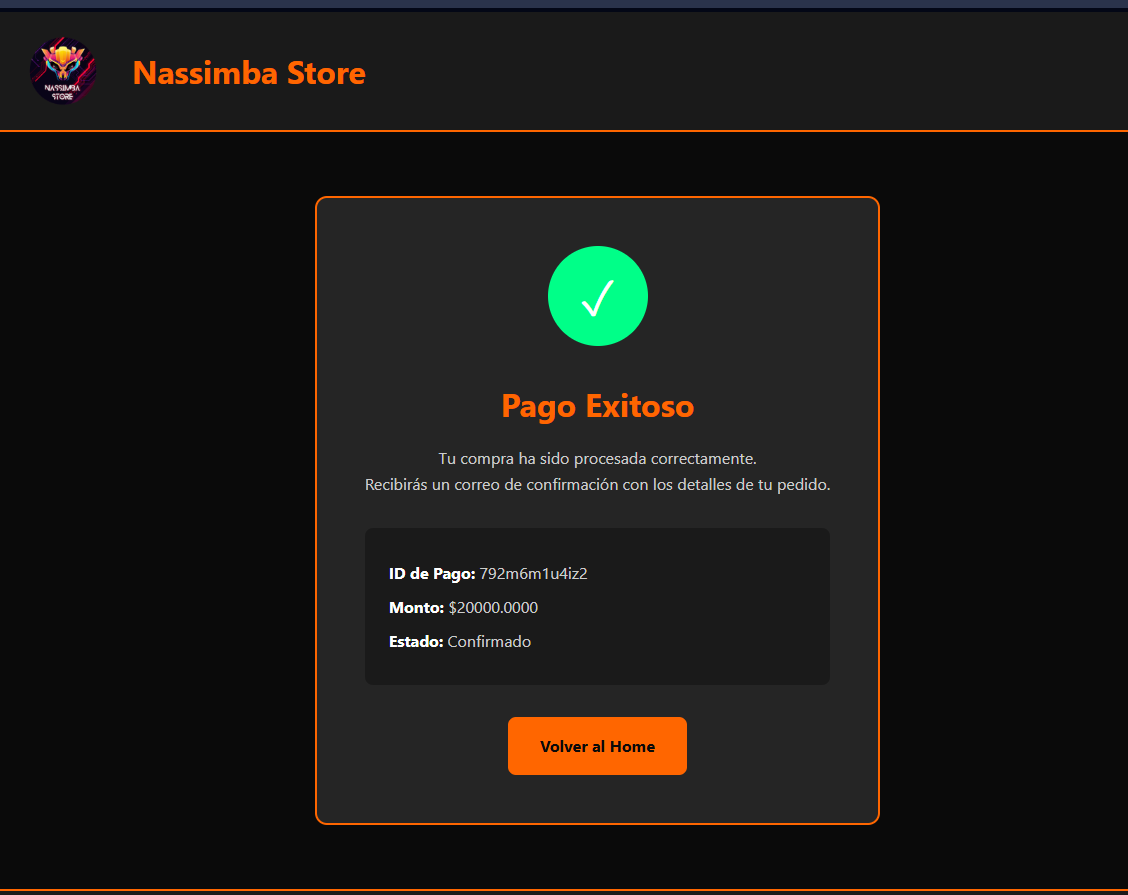 NASSIMBA
STORE
Nassimba Store
✓
Pago Exitoso
Tu compra ha sido procesada correctamente.
Recibirás un correo de confirmación con los detalles de tu pedido.
ID de Pago: 792m6m1u4iz2
Monto: $20000.0000
Estado: Confirmado
Volver al Home